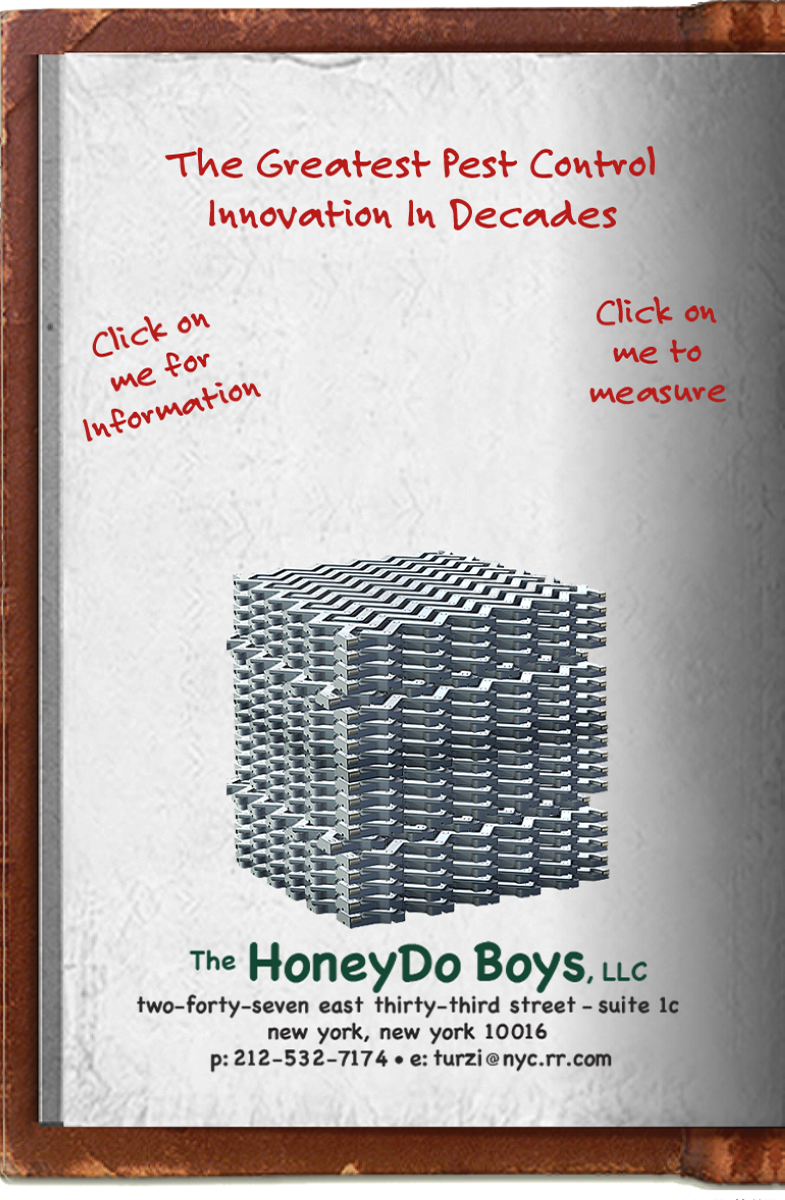 The Greatest Pest Control
Innovation In Decades
Click on
me for
Information
Click on
me to
measure
The HoneyDo Boys, LLC
two-forty-seven east thirty-third street - suite 1c
new york, new york 10016
p: 212-532-7174 • e: turzi@nyc.rr.com